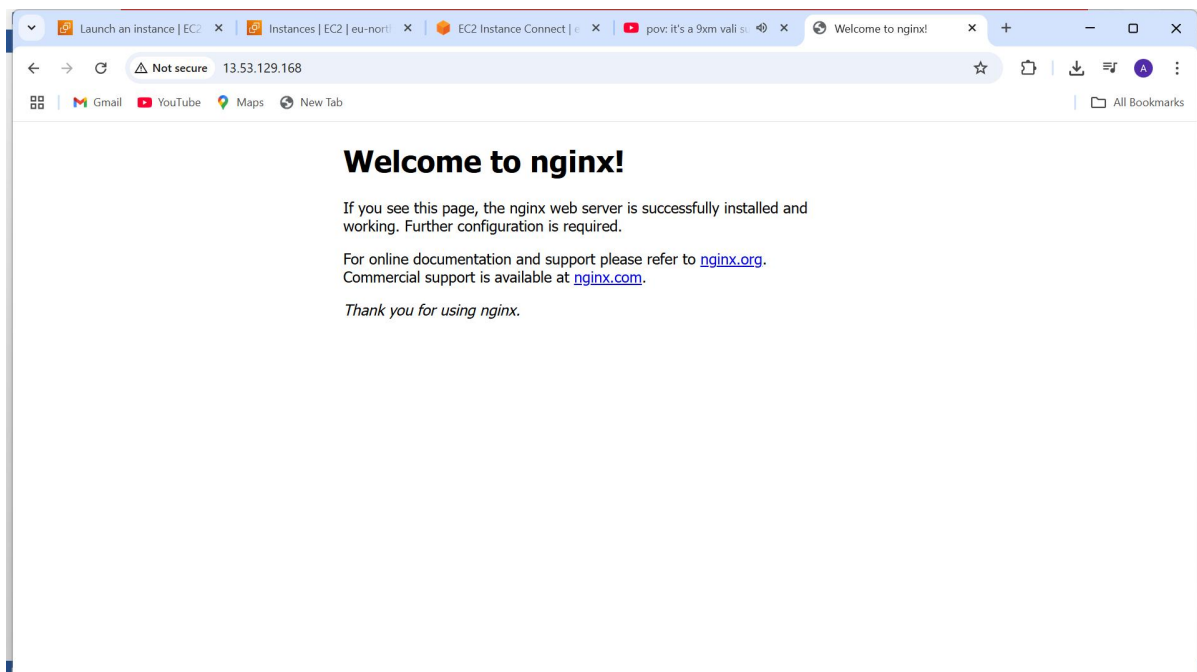 Launch an instance | EC2
Instances | EC2 | eu-nort
EC2 Instance Connect | e
pov: it's a 9xm vali su
Welcome to nginx!
Not secure 13.53.129.168
A
Gmail YouTube Maps New Tab All Bookmarks
Welcome to nginx!
If you see this page, the nginx web server is successfully installed and
working. Further configuration is required.
For online documentation and support please refer to nginx.org.
Commercial support is available at nginx.com.
Thank you for using nginx.